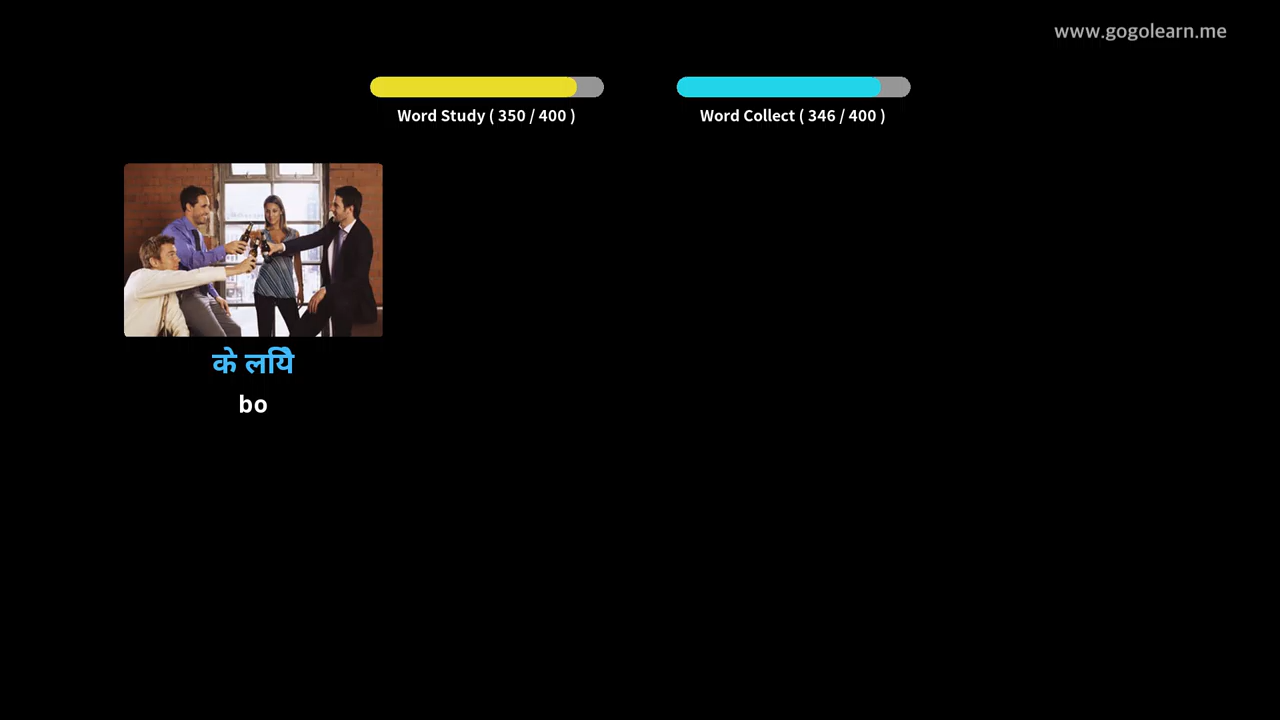 www.gogolearn.me
Word Study ( 350 / 400 )
Word Collect ( 346 / 400 )
के लिये
bo